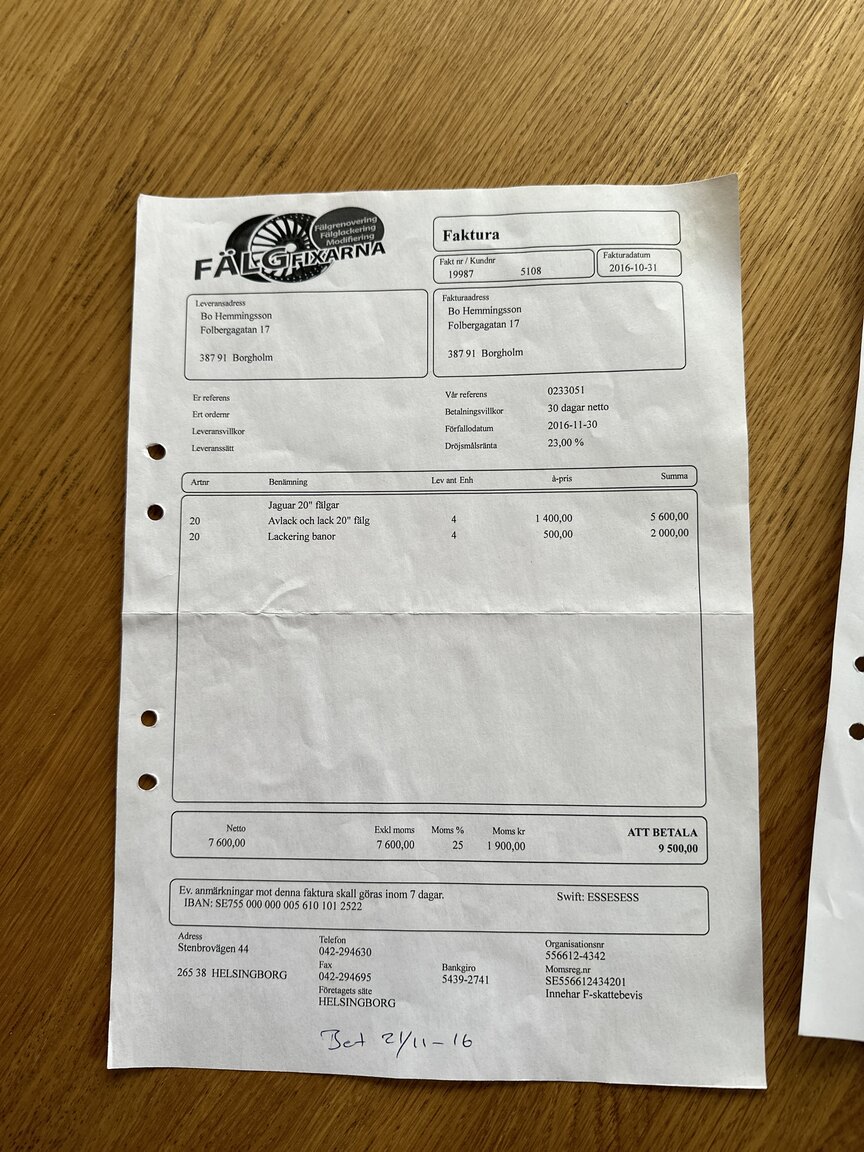 Fälgrenovering
Fälglackering
Modifiering
FÄLGFIXARNA
Faktura
Fakt nr / Kundnr
19987 5108
Fakturadatum
2016-10-31
Leveransadress
Bo Hemmingsson
Folbergagatan 17
387 91 Borgholm
Fakturaadress
Bo Hemmingsson
Folbergagatan 17
387 91 Borgholm
Er referens
Ert ordernr
Leveransvillkor
Leveranssätt
Vår referens 0233051
Betalningsvillkor 30 dagar netto
Förfallodatum 2016-11-30
Dröjsmålsränta 23,00 %
Artnr Benämning Lev ant Enh à-pris Summa
Jaguar 20" fälgar
20 Avlack och lack 20" fälg 4 1 400,00 5 600,00
20 Lackering banor 4 500,00 2 000,00
Netto Exkl moms Moms % Moms kr ATT BETALA
7 600,00 7 600,00 25 1 900,00 9 500,00
Ev. anmärkningar mot denna faktura skall göras inom 7 dagar.
IBAN: SE755 000 000 005 610 101 2522
Swift: ESSESESS
Adress
Stenbrovägen 44
265 38 HELSINGBORG
Telefon
042-294630
Fax
042-294695
Företagets säte
HELSINGBORG
Bankgiro
5439-2741
Organisationsnr
556612-4342
Momsreg.nr
SE556612434201
Innehar F-skattebevis
Bet 21/11-16